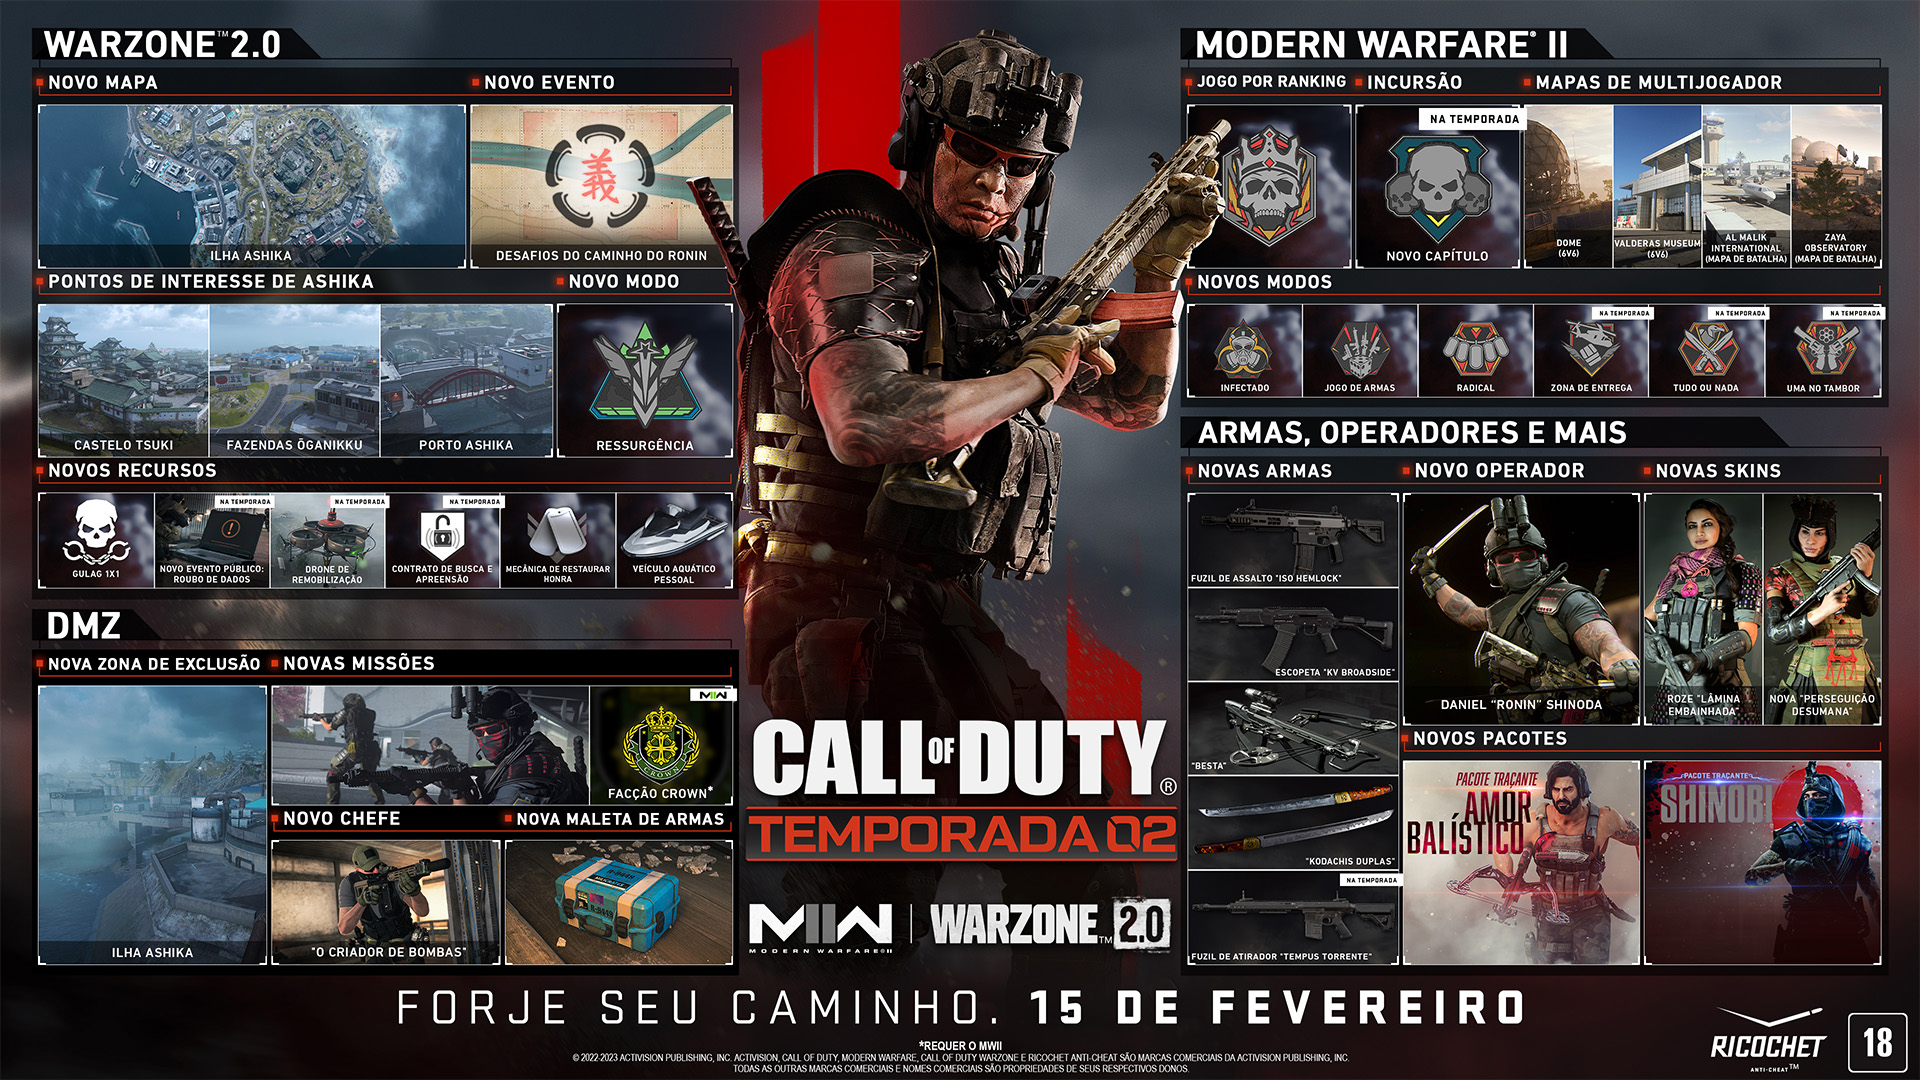 WARZONE™ 2.0
NOVO MAPA
NOVO EVENTO
義
ILHA ASHIKA
DESAFIOS DO CAMINHO DO RONIN
PONTOS DE INTERESSE DE ASHIKA
NOVO MODO
CASTELO TSUKI
FAZENDAS ŌGANIKKU
PORTO ASHIKA
RESSURGÊNCIA
NOVOS RECURSOS
GULAG 1X1
NA TEMPORADA
NOVO EVENTO PÚBLICO:
ROUBO DE DADOS
NA TEMPORADA
DRONE DE
REMOBILIZAÇÃO
NA TEMPORADA
CONTRATO DE BUSCA E
APREENSÃO
MECÂNICA DE RESTAURAR
HONRA
VEÍCULO AQUÁTICO
PESSOAL
DMZ
NOVA ZONA DE EXCLUSÃO
NOVAS MISSÕES
ILHA ASHIKA
MWII
CROWN
FACÇÃO CROWN*
NOVO CHEFE
NOVA MALETA DE ARMAS
"O CRIADOR DE BOMBAS"
CALL OF DUTY®
TEMPORADA 02
MWII
MODERN WARFARE II
WARZONE™ 2.0
MODERN WARFARE® II
JOGO POR RANKING
INCURSÃO
MAPAS DE MULTIJOGADOR
NA TEMPORADA
NOVO CAPÍTULO
DOME
(6V6)
VALDERAS MUSEUM
(6V6)
AL MALIK
INTERNATIONAL
(MAPA DE BATALHA)
ZAYA
OBSERVATORY
(MAPA DE BATALHA)
NOVOS MODOS
INFECTADO
JOGO DE ARMAS
RADICAL
NA TEMPORADA
ZONA DE ENTREGA
NA TEMPORADA
TUDO OU NADA
NA TEMPORADA
UMA NO TAMBOR
ARMAS, OPERADORES E MAIS
NOVAS ARMAS
NOVO OPERADOR
NOVAS SKINS
FUZIL DE ASSALTO "ISO HEMLOCK"
ESCOPETA "KV BROADSIDE"
"BESTA"
"KODACHIS DUPLAS"
NA TEMPORADA
FUZIL DE ATIRADOR "TEMPUS TORRENTE"
DANIEL “RONIN” SHINODA
ROZE "LÂMINA
EMBAINHADA"
NOVA "PERSEGUIÇÃO
DESUMANA"
NOVOS PACOTES
PACOTE TRAÇANTE
AMOR
BALÍSTICO
PACOTE TRAÇANTE
SHINOBI
FORJE SEU CAMINHO. 15 DE FEVEREIRO
*REQUER O MWII
© 2022-2023 ACTIVISION PUBLISHING, INC. ACTIVISION, CALL OF DUTY, MODERN WARFARE, CALL OF DUTY WARZONE E RICOCHET ANTI-CHEAT SÃO MARCAS COMERCIAIS DA ACTIVISION PUBLISHING, INC.
TODAS AS OUTRAS MARCAS COMERCIAIS E NOMES COMERCIAIS SÃO PROPRIEDADES DE SEUS RESPECTIVOS DONOS.
RICOCHET
ANTI-CHEAT™
18